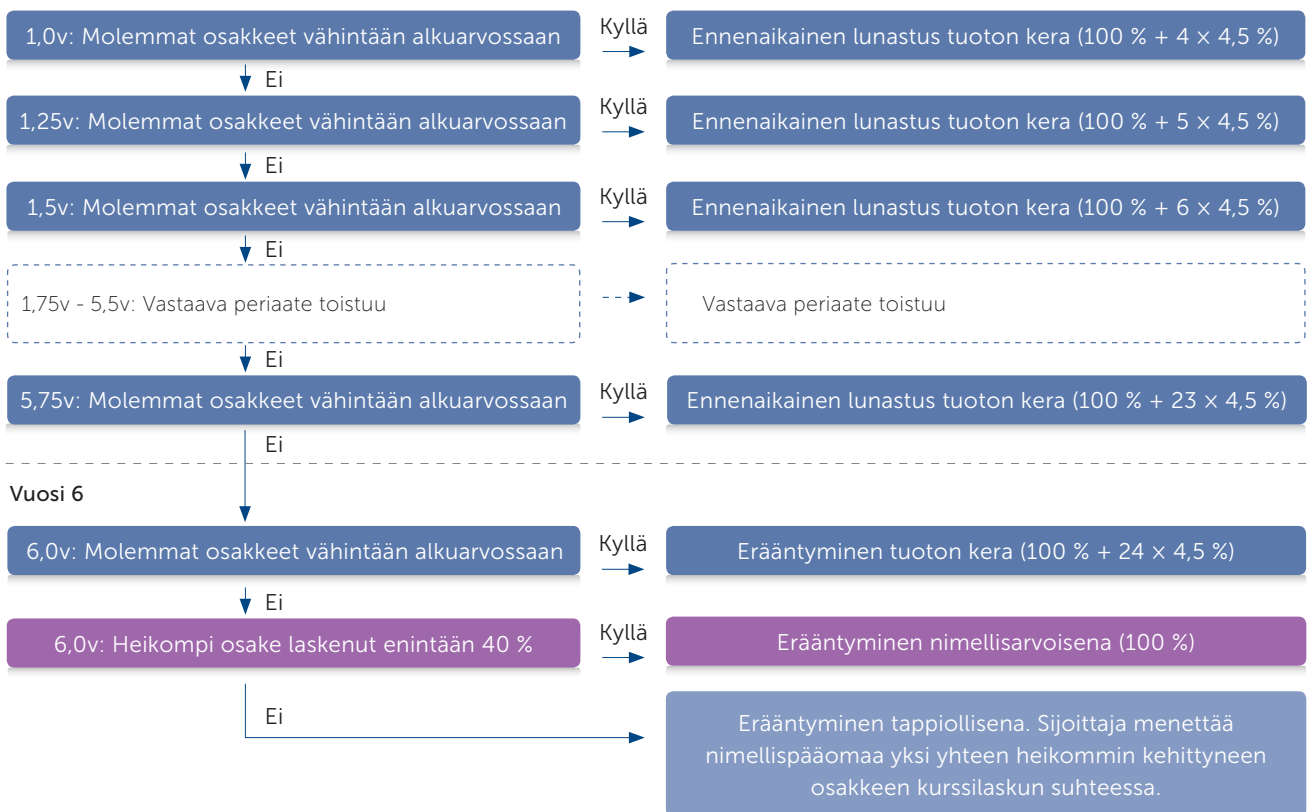 1,0v: Molemmat osakkeet vähintään alkuarvossaan
Kyllä
Ennenaikainen lunastus tuoton kera (100 % + 4 × 4,5 %)
Ei
1,25v: Molemmat osakkeet vähintään alkuarvossaan
Kyllä
Ennenaikainen lunastus tuoton kera (100 % + 5 × 4,5 %)
Ei
1,5v: Molemmat osakkeet vähintään alkuarvossaan
Kyllä
Ennenaikainen lunastus tuoton kera (100 % + 6 × 4,5 %)
Ei
1,75v - 5,5v: Vastaava periaate toistuu
Vastaava periaate toistuu
Ei
5,75v: Molemmat osakkeet vähintään alkuarvossaan
Kyllä
Ennenaikainen lunastus tuoton kera (100 % + 23 × 4,5 %)
Ei
Vuosi 6
6,0v: Molemmat osakkeet vähintään alkuarvossaan
Kyllä
Erääntyminen tuoton kera (100 % + 24 × 4,5 %)
Ei
6,0v: Heikompi osake laskenut enintään 40 %
Kyllä
Erääntyminen nimellisarvoisena (100 %)
Ei
Erääntyminen tappiollisena. Sijoittaja menettää
nimellispääomaa yksi yhteen heikommin kehittyneen
osakkeen kurssilaskun suhteessa.